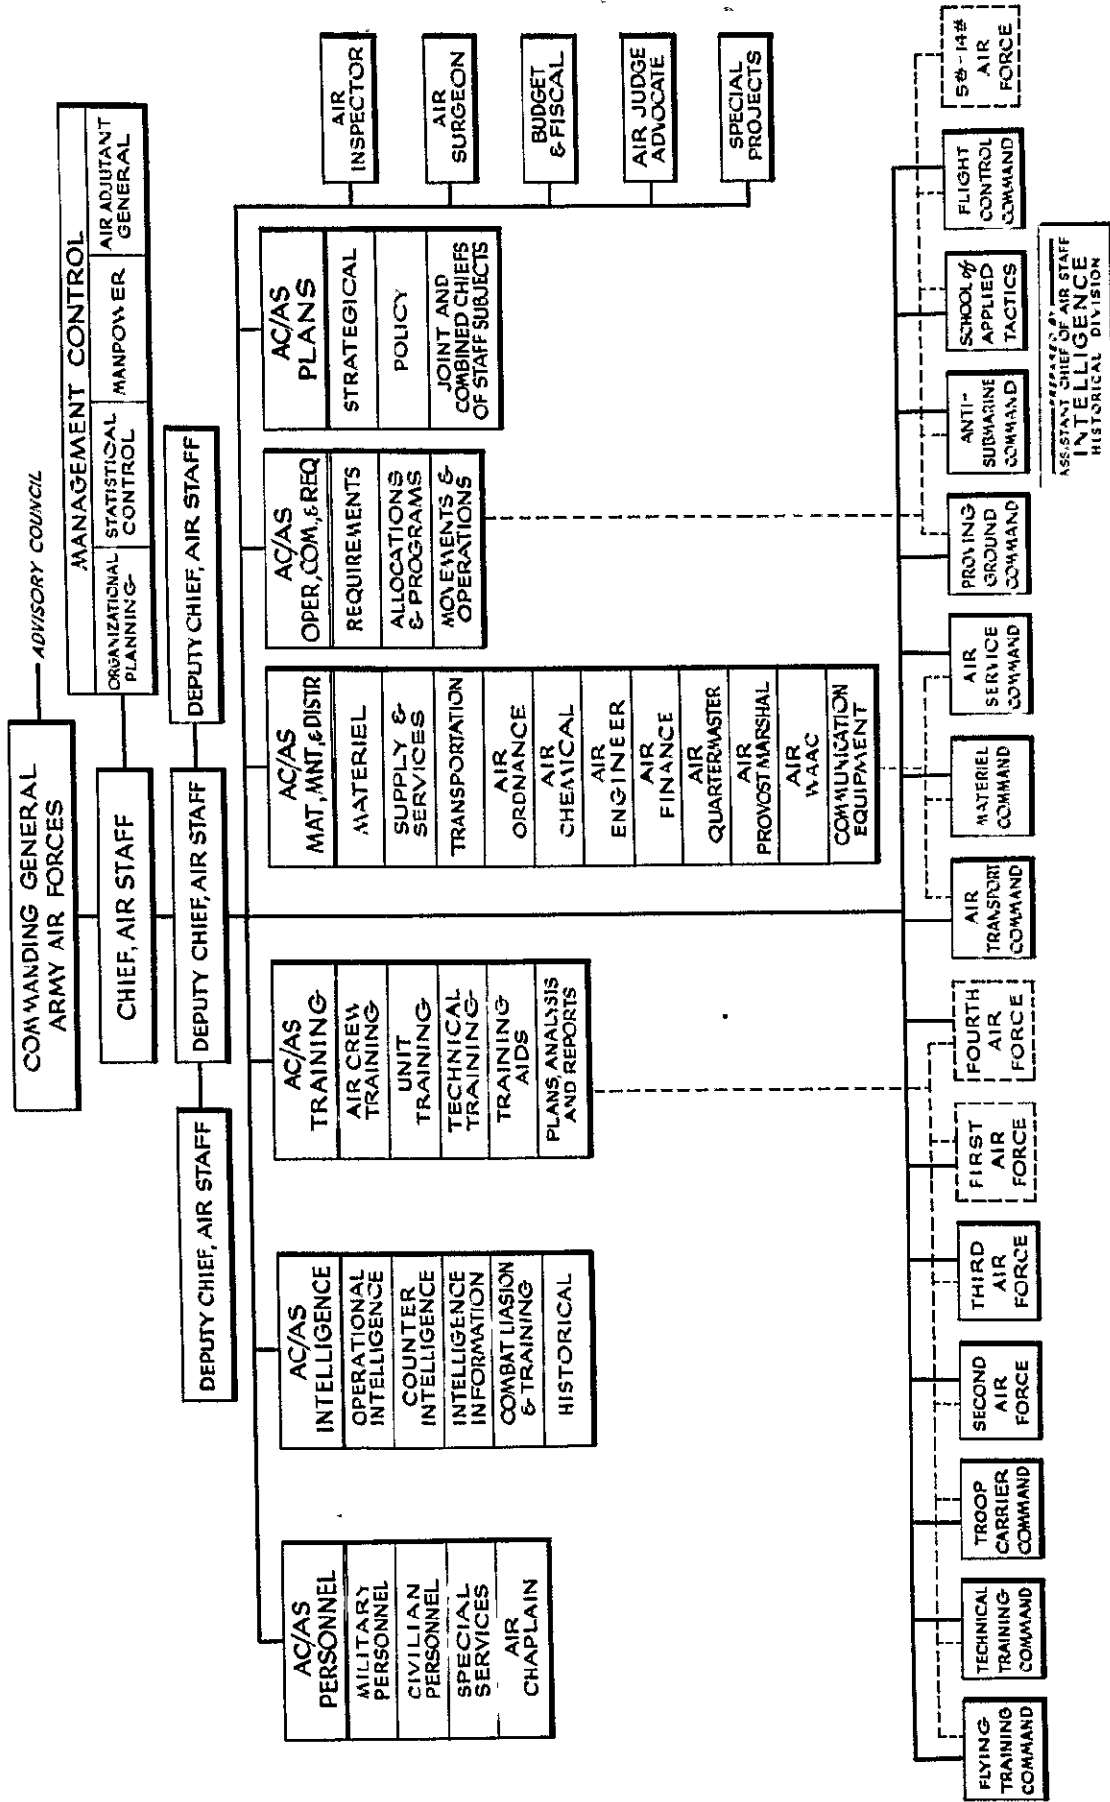 COMMANDING GENERAL
ARMY AIR FORCES
ADVISORY COUNCIL
CHIEF, AIR STAFF
MANAGEMENT CONTROL
ORGANIZATIONAL
PLANNING
STATISTICAL
CONTROL
MANPOWER
AIR ADJUTANT
GENERAL
DEPUTY CHIEF, AIR STAFF
DEPUTY CHIEF, AIR STAFF
DEPUTY CHIEF, AIR STAFF
AC/AS
PERSONNEL
MILITARY
PERSONNEL
CIVILIAN
PERSONNEL
SPECIAL
SERVICES
AIR
CHAPLAIN
AC/AS
INTELLIGENCE
OPERATIONAL
INTELLIGENCE
COUNTER
INTELLIGENCE
INTELLIGENCE
INFORMATION
COMBAT LIASION
& TRAINING
HISTORICAL
AC/AS
TRAINING
AIR CREW
TRAINING
UNIT
TRAINING
TECHNICAL
TRAINING
TRAINING
AIDS
PLANS, ANALYSIS
AND REPORTS
AC/AS
MAT, MNT, & DISTR
MATERIEL
SUPPLY &
SERVICES
TRANSPORTATION
AIR
ORDNANCE
AIR
CHEMICAL
AIR
ENGINEER
AIR
FINANCE
AIR
QUARTERMASTER
AIR
PROVOST MARSHAL
AIR
WAAC
COMMUNICATION
EQUIPMENT
AC/AS
OPER, COM, & REQ
REQUIREMENTS
ALLOCATIONS
& PROGRAMS
MOVEMENTS &
OPERATIONS
AC/AS
PLANS
STRATEGICAL
POLICY
JOINT AND
COMBINED CHIEFS
OF STAFF SUBJECTS
AIR
INSPECTOR
AIR
SURGEON
BUDGET
& FISCAL
AIR JUDGE
ADVOCATE
SPECIAL
PROJECTS
FLYING
TRAINING
COMMAND
TECHNICAL
TRAINING
COMMAND
TROOP
CARRIER
COMMAND
SECOND
AIR
FORCE
THIRD
AIR
FORCE
FIRST
AIR
FORCE
FOURTH
AIR
FORCE
AIR
TRANSPORT
COMMAND
MATERIEL
COMMAND
AIR
SERVICE
COMMAND
PROVING
GROUND
COMMAND
ANTI-
SUBMARINE
COMMAND
SCHOOL of
APPLIED
TACTICS
FLIGHT
CONTROL
COMMAND
AIR
FORCE
ASSISTANT CHIEF OF AIR STAFF
INTELLIGENCE
HISTORICAL DIVISION